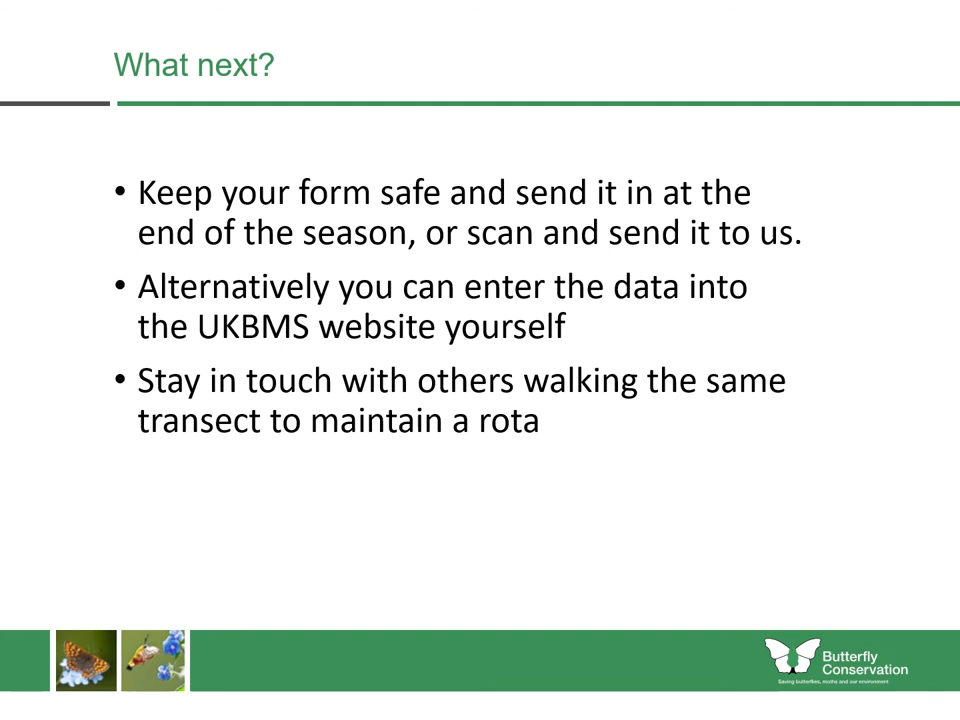 What next?
• Keep your form safe and send it in at the
end of the season, or scan and send it to us.
• Alternatively you can enter the data into
the UKBMS website yourself
• Stay in touch with others walking the same
transect to maintain a rota
Butterfly
Conservation
Saving butterflies, moths and our environment